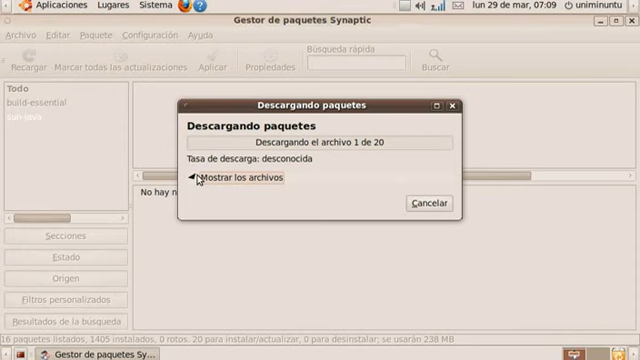 Aplicaciones Lugares Sistema lun 29 de mar, 07:09 uniminuntu
Gestor de paquetes Synaptic
Archivo Editar Paquete Configuración Ayuda
Búsqueda rápida
Recargar Marcar todas las actualizaciones Aplicar Propiedades Buscar
Todo
build-essential
sun-java
Descargando paquetes
Descargando paquetes
Descargando el archivo 1 de 20
Tasa de descarga: desconocida
Mostrar los archivos
No hay n
Cancelar
Secciones
Estado
Origen
Filtros personalizados
Resultados de la búsqueda
16 paquetes listados, 1405 instalados, 0 rotos. 20 para instalar/actualizar, 0 para desinstalar; se usarán 238 MB
Gestor de paquetes Sy...